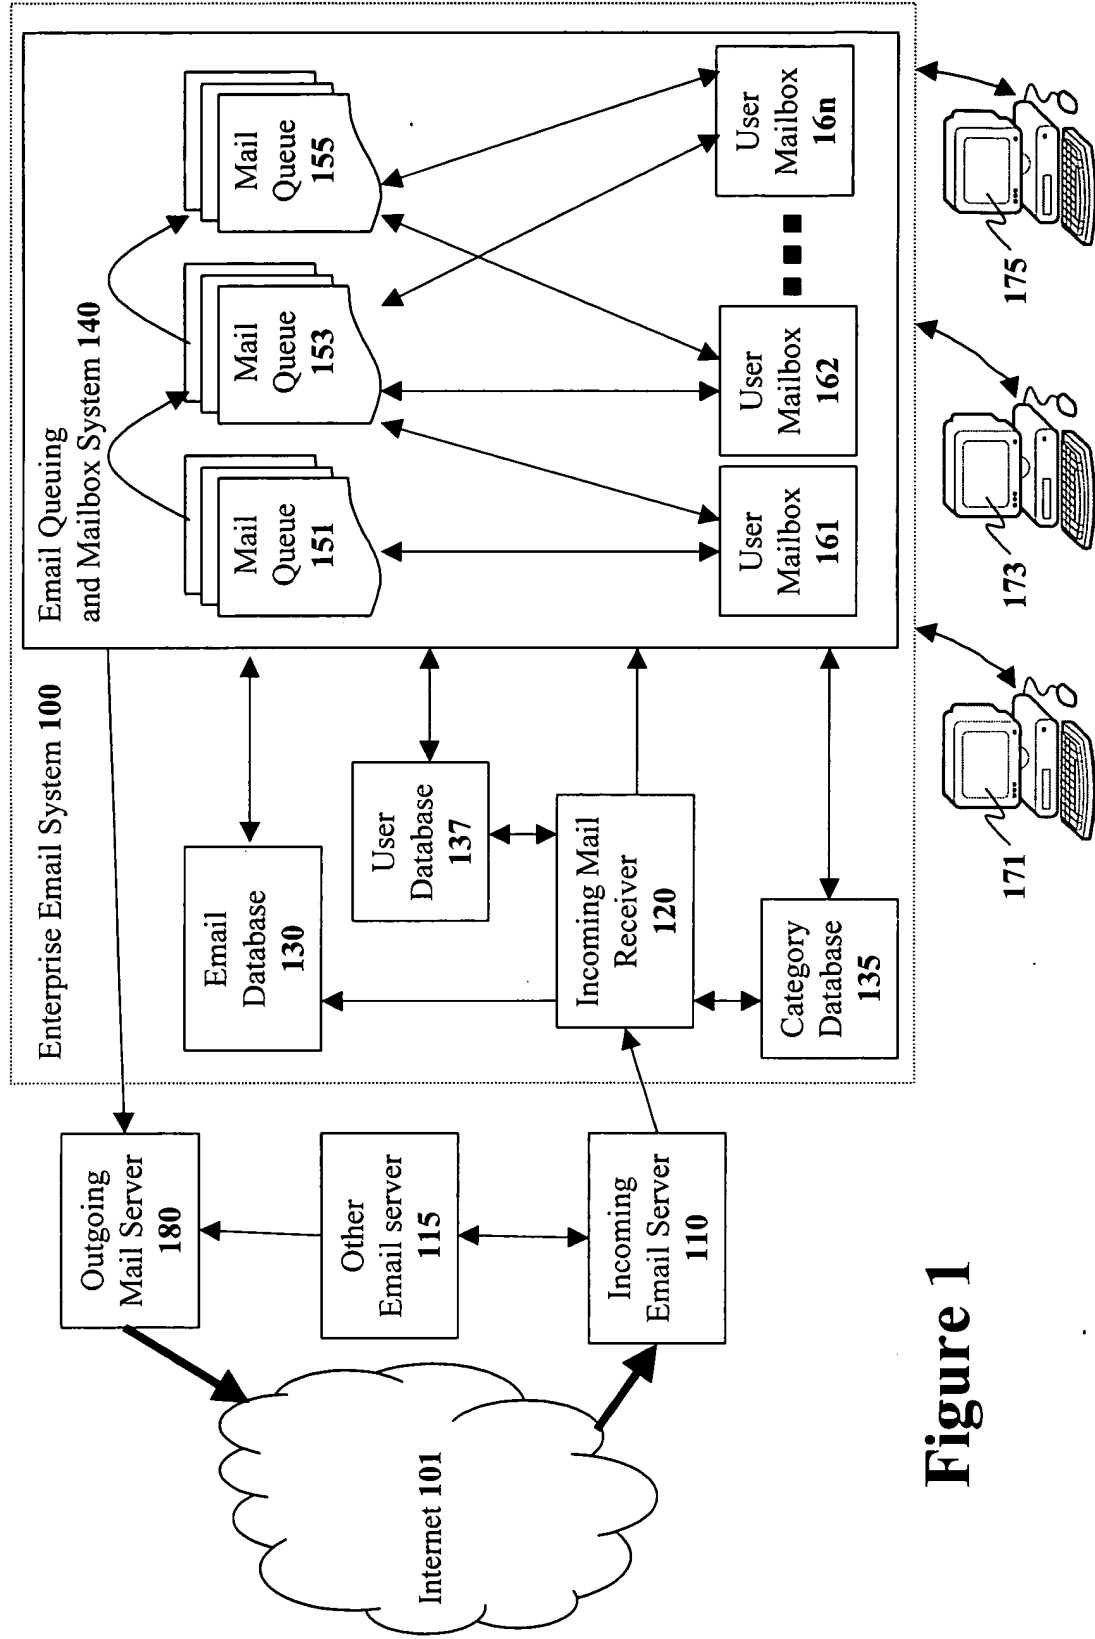 Internet 101
Outgoing
Mail Server
180
Other
Email server
115
Incoming
Email Server
110
Enterprise Email System 100
Email
Database
130
User
Database
137
Incoming Mail
Receiver
120
Category
Database
135
Email Queuing
and Mailbox System 140
Mail
Queue
151
Mail
Queue
153
Mail
Queue
155
User
Mailbox
161
User
Mailbox
162
User
Mailbox
16n
171
173
175
Figure 1